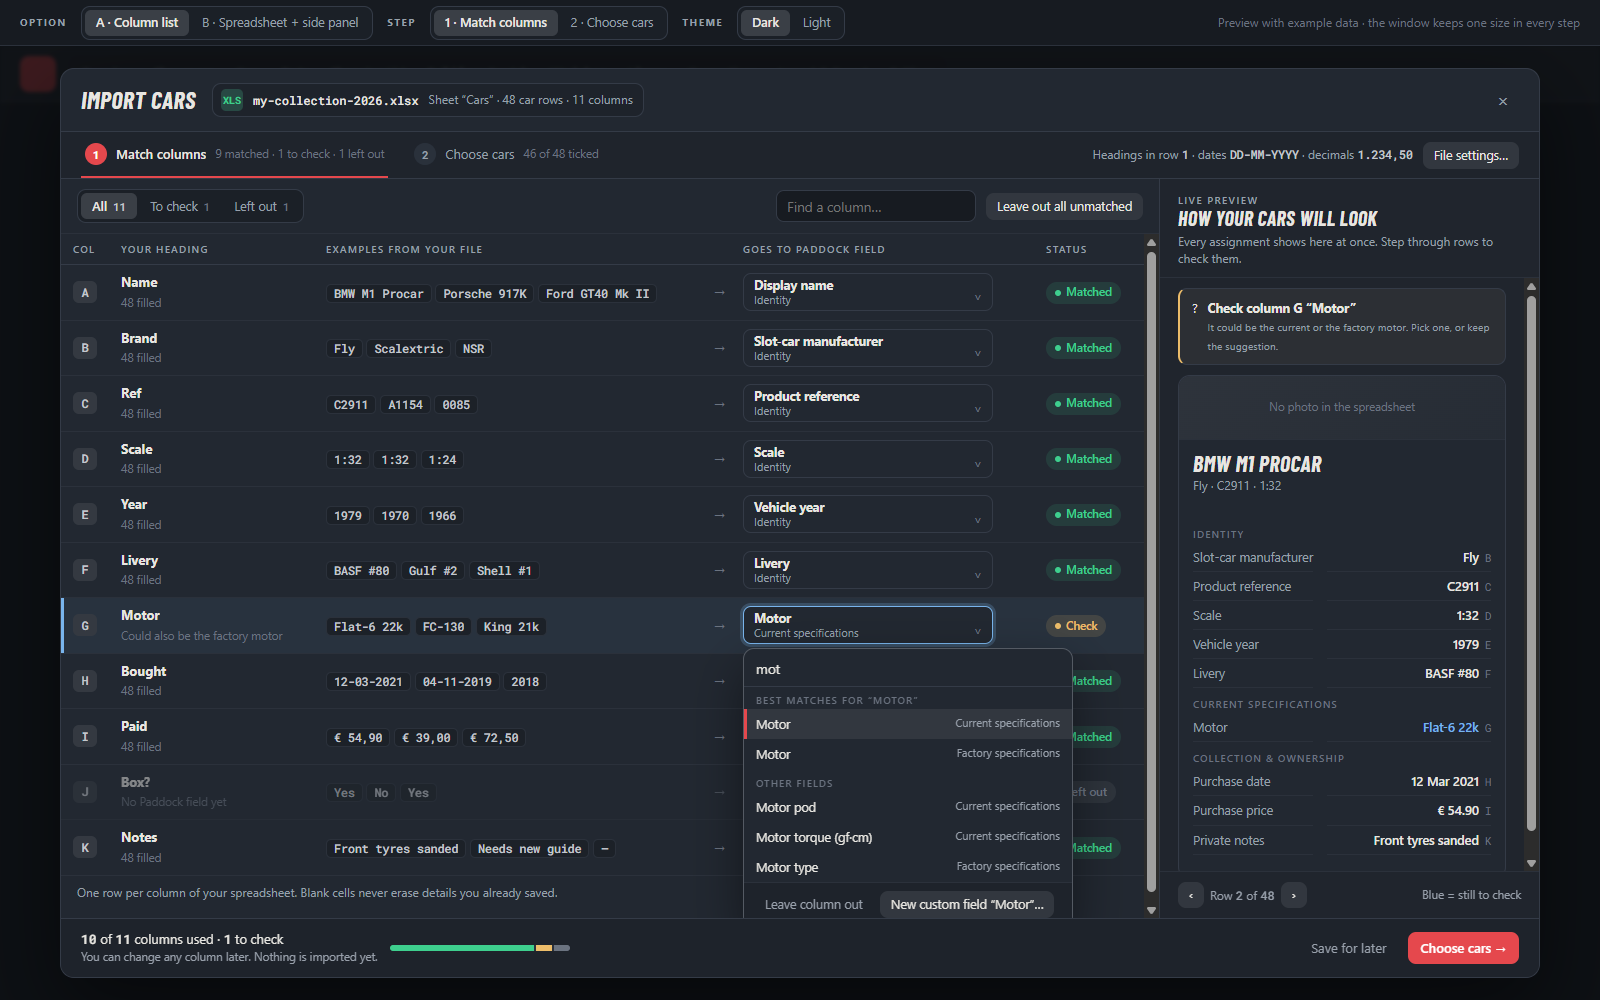 OPTION A · Column list B · Spreadsheet + side panel STEP 1 · Match columns 2 · Choose cars THEME Dark Light Preview with example data · the window keeps one size in every step
IMPORT CARS XLS my-collection-2026.xlsx Sheet “Cars” · 48 car rows · 11 columns ×
1 Match columns 9 matched · 1 to check · 1 left out 2 Choose cars 46 of 48 ticked Headings in row 1 · dates DD-MM-YYYY · decimals 1.234,50 File settings...
All 11 To check 1 Left out 1 Find a column... Leave out all unmatched
COL YOUR HEADING EXAMPLES FROM YOUR FILE GOES TO PADDOCK FIELD STATUS
A Name BMW M1 Procar Porsche 917K Ford GT40 Mk II → Display name Matched
48 filled Identity
B Brand Fly Scalextric NSR → Slot-car manufacturer Matched
48 filled Identity
C Ref C2911 A1154 0085 → Product reference Matched
48 filled Identity
D Scale 1:32 1:32 1:24 → Scale Matched
48 filled Identity
E Year 1979 1970 1966 → Vehicle year Matched
48 filled Identity
F Livery BASF #80 Gulf #2 Shell #1 → Livery Matched
48 filled Identity
G Motor Flat-6 22k FC-130 King 21k → Motor Check
Could also be the factory motor Current specifications
H Bought 12-03-2021 04-11-2019 2018 → atched
48 filled
I Paid € 54,90 € 39,00 € 72,50 → atched
48 filled
J Box? Yes No Yes → eft out
No Paddock field yet
K Notes Front tyres sanded Needs new guide – → atched
48 filled
mot
BEST MATCHES FOR “MOTOR”
Motor Current specifications
Motor Factory specifications
OTHER FIELDS
Motor pod Current specifications
Motor torque (gf·cm) Current specifications
Motor type Factory specifications
Leave column out New custom field “Motor”...
One row per column of your spreadsheet. Blank cells never erase details you already saved.
LIVE PREVIEW
HOW YOUR CARS WILL LOOK
Every assignment shows here at once. Step through rows to
check them.
? Check column G “Motor”
It could be the current or the factory motor. Pick one, or keep
the suggestion.
No photo in the spreadsheet
BMW M1 PROCAR
Fly · C2911 · 1:32
IDENTITY
Slot-car manufacturer Fly B
Product reference C2911 C
Scale 1:32 D
Vehicle year 1979 E
Livery BASF #80 F
CURRENT SPECIFICATIONS
Motor Flat-6 22k G
COLLECTION & OWNERSHIP
Purchase date 12 Mar 2021 H
Purchase price € 54.90 I
Private notes Front tyres sanded K
‹ Row 2 of 48 › Blue = still to check
10 of 11 columns used · 1 to check
You can change any column later. Nothing is imported yet.
Save for later Choose cars →